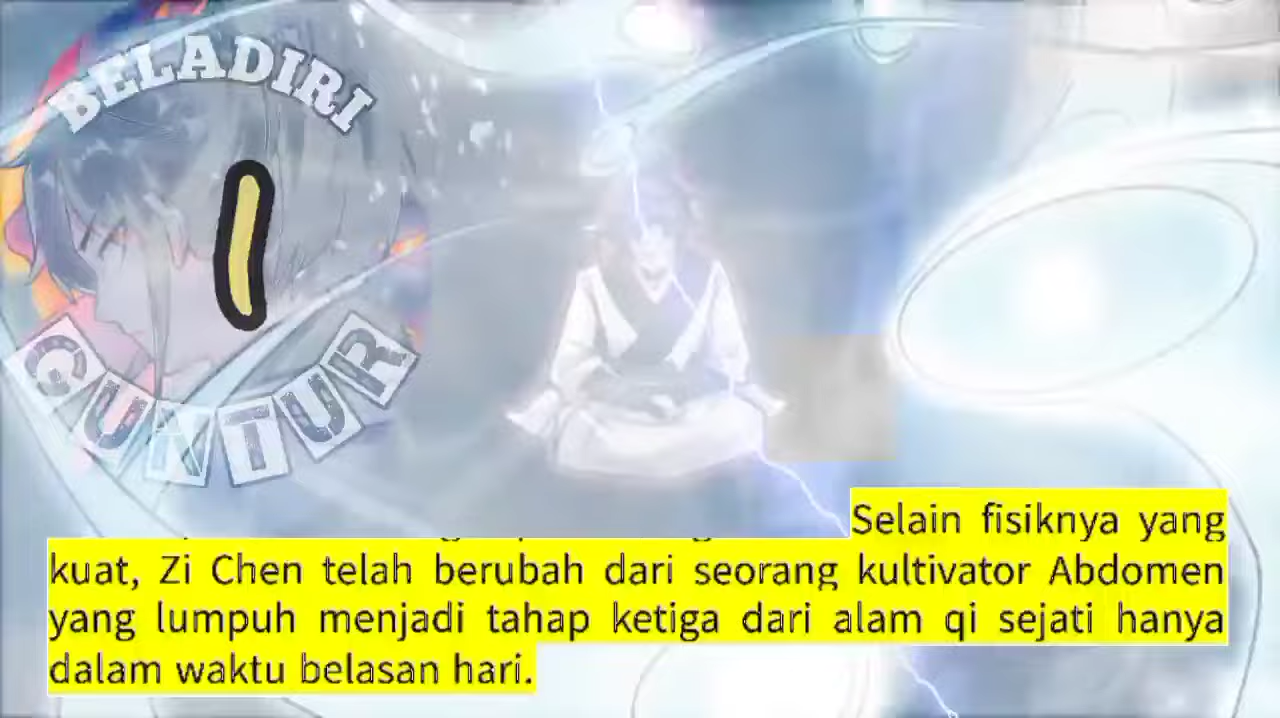 BELADIRI
1
GUNTUR
Selain fisiknya yang
kuat, Zi Chen telah berubah dari seorang kultivator Abdomen
yang lumpuh menjadi tahap ketiga dari alam qi sejati hanya
dalam waktu belasan hari.